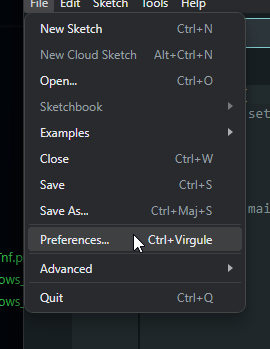 File Edit Sketch Tools Help
New Sketch Ctrl+N
New Cloud Sketch Alt+Ctrl+N
Open... Ctrl+O
Sketchbook
set
Examples
Close Ctrl+W
Save Ctrl+S
Save As... Ctrl+Maj+S
mai
Preferences... Ctrl+Virgule
Inf.p
Advanced
ows_
Quit Ctrl+Q
ows_